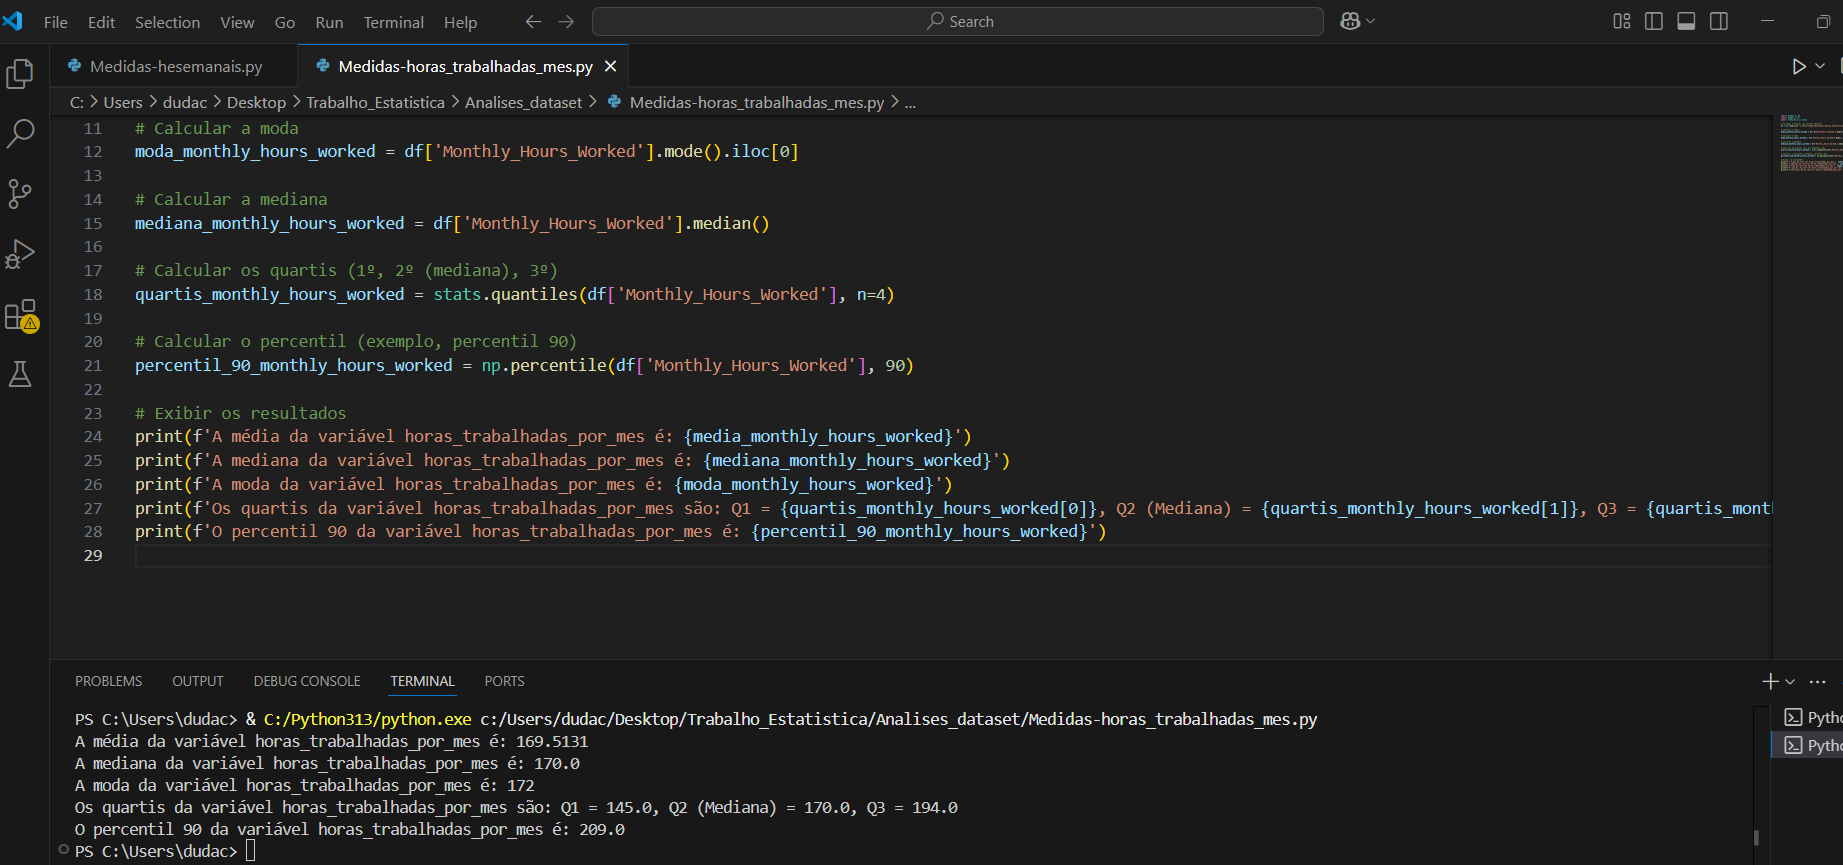 File Edit Selection View Go Run Terminal Help Search
Medidas-hesemanais.py Medidas-horas_trabalhadas_mes.py
C: > Users > dudac > Desktop > Trabalho_Estatistica > Analises_dataset > Medidas-horas_trabalhadas_mes.py > ...
11 # Calcular a moda
12 moda_monthly_hours_worked = df['Monthly_Hours_Worked'].mode().iloc[0]
13
14 # Calcular a mediana
15 mediana_monthly_hours_worked = df['Monthly_Hours_Worked'].median()
16
17 # Calcular os quartis (1º, 2º (mediana), 3º)
18 quartis_monthly_hours_worked = stats.quantiles(df['Monthly_Hours_Worked'], n=4)
19
20 # Calcular o percentil (exemplo, percentil 90)
21 percentil_90_monthly_hours_worked = np.percentile(df['Monthly_Hours_Worked'], 90)
22
23 # Exibir os resultados
24 print(f'A média da variável horas_trabalhadas_por_mes é: {media_monthly_hours_worked}')
25 print(f'A mediana da variável horas_trabalhadas_por_mes é: {mediana_monthly_hours_worked}')
26 print(f'A moda da variável horas_trabalhadas_por_mes é: {moda_monthly_hours_worked}')
27 print(f'Os quartis da variável horas_trabalhadas_por_mes são: Q1 = {quartis_monthly_hours_worked[0]}, Q2 (Mediana) = {quartis_monthly_hours_worked[1]}, Q3 = {quartis_mont
28 print(f'O percentil 90 da variável horas_trabalhadas_por_mes é: {percentil_90_monthly_hours_worked}')
29
PROBLEMS OUTPUT DEBUG CONSOLE TERMINAL PORTS
PS C:\Users\dudac> & C:/Python313/python.exe c:/Users/dudac/Desktop/Trabalho_Estatistica/Analises_dataset/Medidas-horas_trabalhadas_mes.py
A média da variável horas_trabalhadas_por_mes é: 169.5131
A mediana da variável horas_trabalhadas_por_mes é: 170.0
A moda da variável horas_trabalhadas_por_mes é: 172
Os quartis da variável horas_trabalhadas_por_mes são: Q1 = 145.0, Q2 (Mediana) = 170.0, Q3 = 194.0
O percentil 90 da variável horas_trabalhadas_por_mes é: 209.0
PS C:\Users\dudac>
Pytho
Pytho